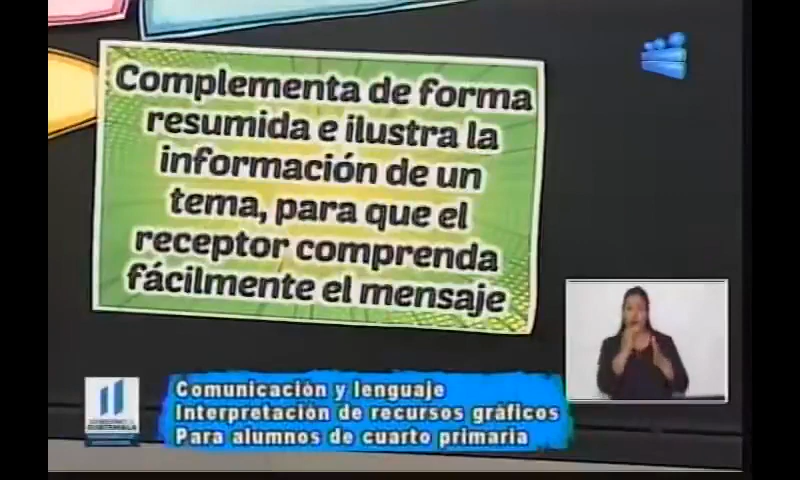 Complementa de forma
resumida e ilustra la
información de un
tema, para que el
receptor comprenda
fácilmente el mensaje
GUATEMALA
Comunicación y lenguaje
Interpretación de recursos gráficos
Para alumnos de cuarto primaria